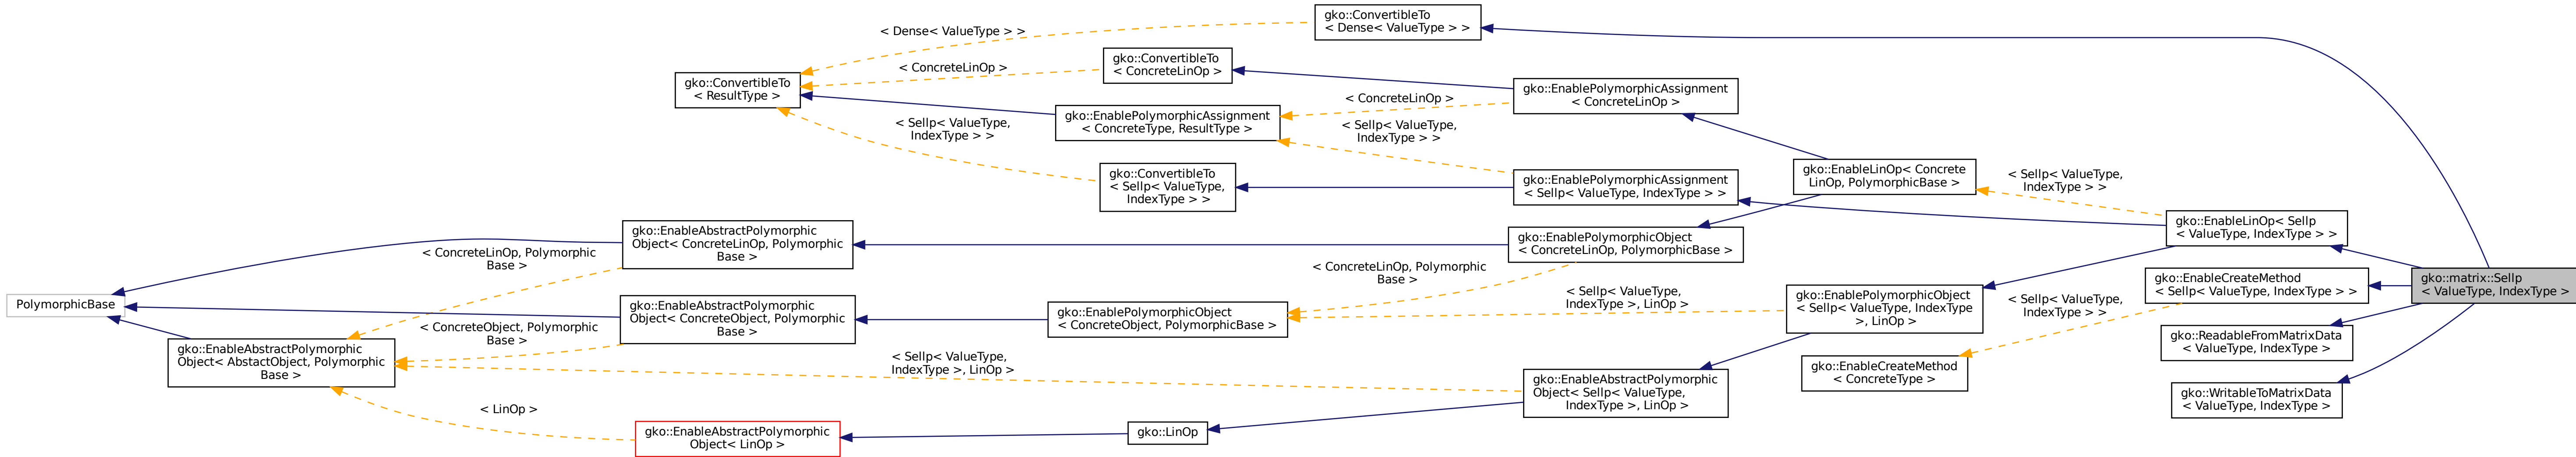 gko::ConvertibleTo
< Dense< ValueType > >
< Dense< ValueType > >
gko::ConvertibleTo
< ConcreteLinOp >
< ConcreteLinOp >
gko::ConvertibleTo
< ResultType >
gko::EnablePolymorphicAssignment
< ConcreteLinOp >
< ConcreteLinOp >
gko::EnablePolymorphicAssignment
< ConcreteType, ResultType >
< Sellp< ValueType,
IndexType > >
< Sellp< ValueType,
IndexType > >
gko::ConvertibleTo
< Sellp< ValueType,
IndexType > >
gko::EnablePolymorphicAssignment
< Sellp< ValueType, IndexType > >
gko::EnableLinOp< Concrete
LinOp, PolymorphicBase >
< Sellp< ValueType,
IndexType > >
gko::EnableLinOp< Sellp
< ValueType, IndexType > >
gko::EnableAbstractPolymorphic
Object< ConcreteLinOp, Polymorphic
Base >
gko::EnablePolymorphicObject
< ConcreteLinOp, PolymorphicBase >
< ConcreteLinOp, Polymorphic
Base >
< ConcreteLinOp, Polymorphic
Base >
gko::EnableCreateMethod
< Sellp< ValueType, IndexType > >
gko::matrix::Sellp
< ValueType, IndexType >
PolymorphicBase
gko::EnableAbstractPolymorphic
Object< ConcreteObject, Polymorphic
Base >
gko::EnablePolymorphicObject
< ConcreteObject, PolymorphicBase >
< Sellp< ValueType,
IndexType >, LinOp >
gko::EnablePolymorphicObject
< Sellp< ValueType, IndexType
>, LinOp >
< Sellp< ValueType,
IndexType > >
< ConcreteObject, Polymorphic
Base >
gko::ReadableFromMatrixData
< ValueType, IndexType >
gko::EnableAbstractPolymorphic
Object< AbstactObject, Polymorphic
Base >
< Sellp< ValueType,
IndexType >, LinOp >
gko::EnableCreateMethod
< ConcreteType >
gko::EnableAbstractPolymorphic
Object< Sellp< ValueType,
IndexType >, LinOp >
gko::WritableToMatrixData
< ValueType, IndexType >
< LinOp >
gko::EnableAbstractPolymorphic
Object< LinOp >
gko::LinOp